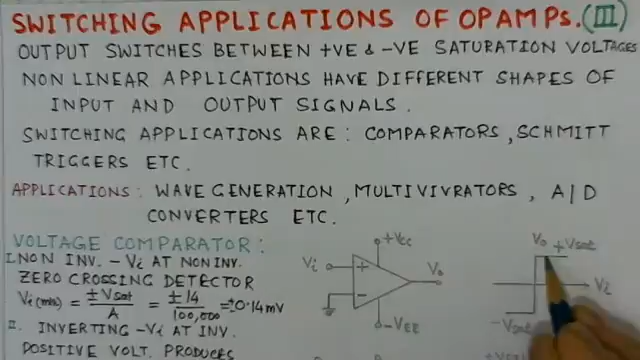 SWITCHING APPLICATIONS OF OPAMPs. (III)
OUTPUT SWITCHES BETWEEN +VE & -VE SATURATION VOLTAGES
NON LINEAR APPLICATIONS HAVE DIFFERENT SHAPES OF
INPUT AND OUTPUT SIGNALS.
SWITCHING APPLICATIONS ARE: COMPARATORS, SCHMITT
TRIGGERS ETC.
APPLICATIONS: WAVE GENERATION, MULTIVIVRATORS, A/D
CONVERTERS ETC.
VOLTAGE COMPARATOR:
I. NON INV. - Vi AT NON INV.
ZERO CROSSING DETECTOR
Vi(min) = ±Vsat / A = ±14 / 100,000 = ±0.14mV
II. INVERTING -Vi AT INV.
POSITIVE VOLT. PRODUCES
+Vcc
Vi
+
-
Vo
-VEE
Vo
+Vsat
Vi